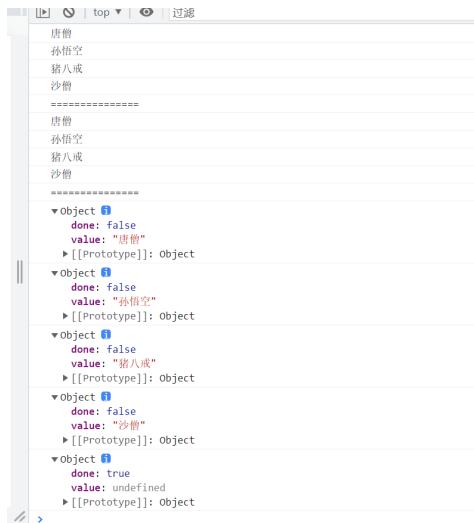 top ▼
过滤
唐僧
孙悟空
猪八戒
沙僧
===============
唐僧
孙悟空
猪八戒
沙僧
===============
▼Object i
done: false
value: "唐僧"
▶[[Prototype]]: Object
▼Object i
done: false
value: "孙悟空"
▶[[Prototype]]: Object
▼Object i
done: false
value: "猪八戒"
▶[[Prototype]]: Object
▼Object i
done: false
value: "沙僧"
▶[[Prototype]]: Object
▼Object i
done: true
value: undefined
▶[[Prototype]]: Object